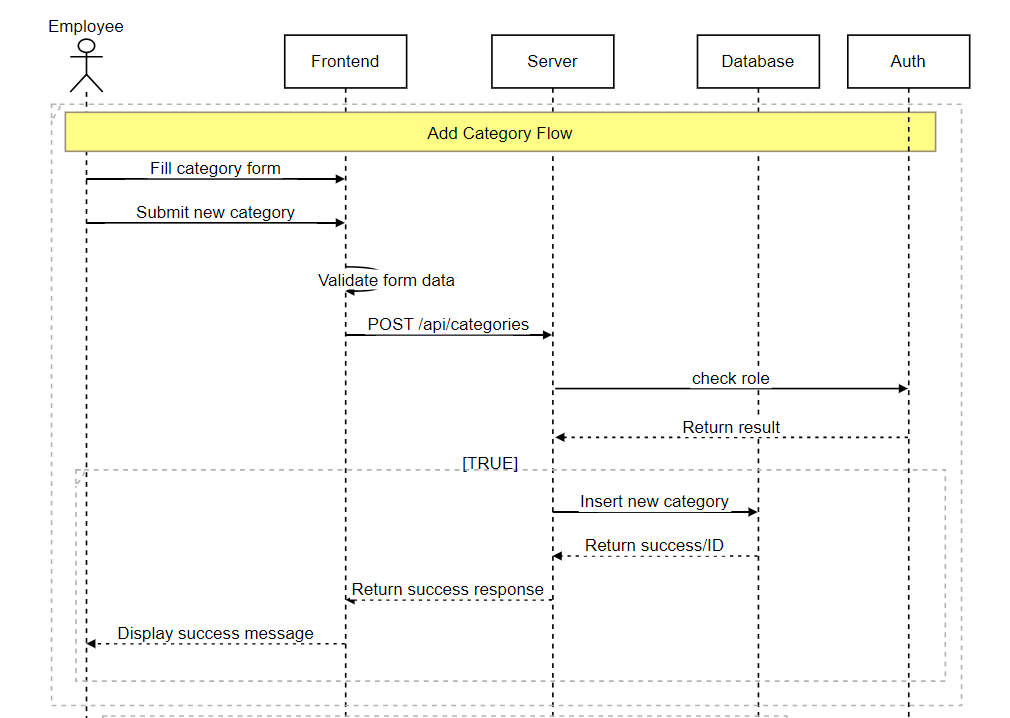 Employee
Frontend
Server
Database
Auth
Add Category Flow
Fill category form
Submit new category
Validate form data
POST /api/categories
check role
Return result
[TRUE]
Insert new category
Return success/ID
Return success response
Display success message